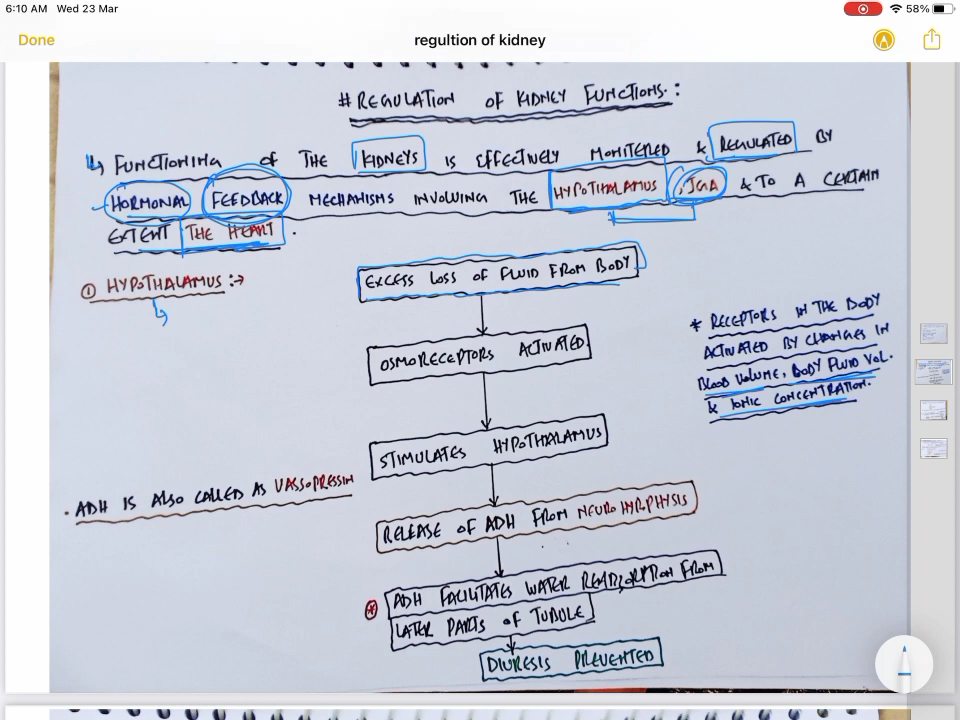 6:10 AM Wed 23 Mar
58%
Done
regultion of kidney
# REGULATION OF KIDNEY FUNCTIONS. :
↳ FUNCTIONING OF THE KIDNEYS IS EFFECTIVELY MONITERED & REGULATED BY
HORMONAL FEEDBACK MECHANISMS INVOLVING THE HYPOTHALAMUS, JGA & TO A CERTAIN
EXTENT THE HEART.
① HYPOTHALAMUS :→
EXCESS LOSS OF FLUID FROM BODY
OSMORECEPTORS ACTIVATED
* RECEPTORS IN THE BODY
ACTIVATED BY CHANGES IN
BLOOD VOLUME, BODY FLUID VOL.
& IONIC CONCENTRATION.
STIMULATES HYPOTHALAMUS
. ADH IS ALSO CALLED AS VASSOPRESSIN
RELEASE OF ADH FROM NEUROHYROPHYSIS
* ADH FACILITATES WATER REABZORPTION FROM
LATER PARTS OF TUBULE
DIURESIS PREVENTED